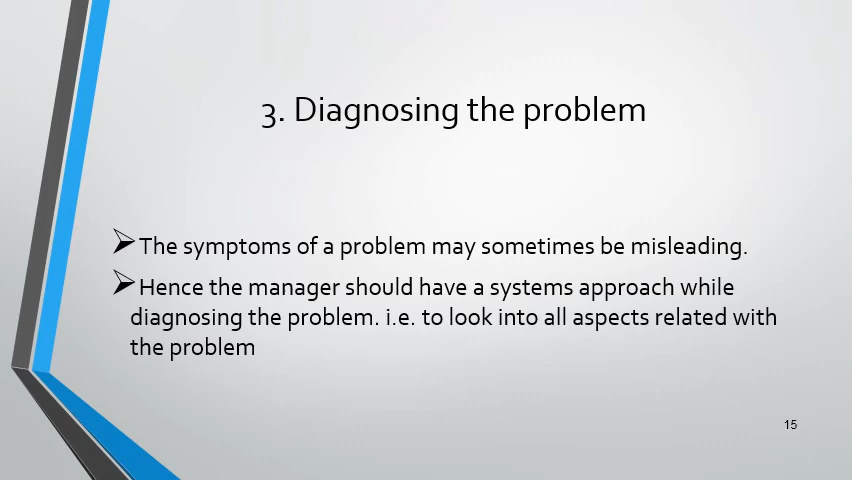 3. Diagnosing the problem
➢The symptoms of a problem may sometimes be misleading.
➢Hence the manager should have a systems approach while
diagnosing the problem. i.e. to look into all aspects related with
the problem
15